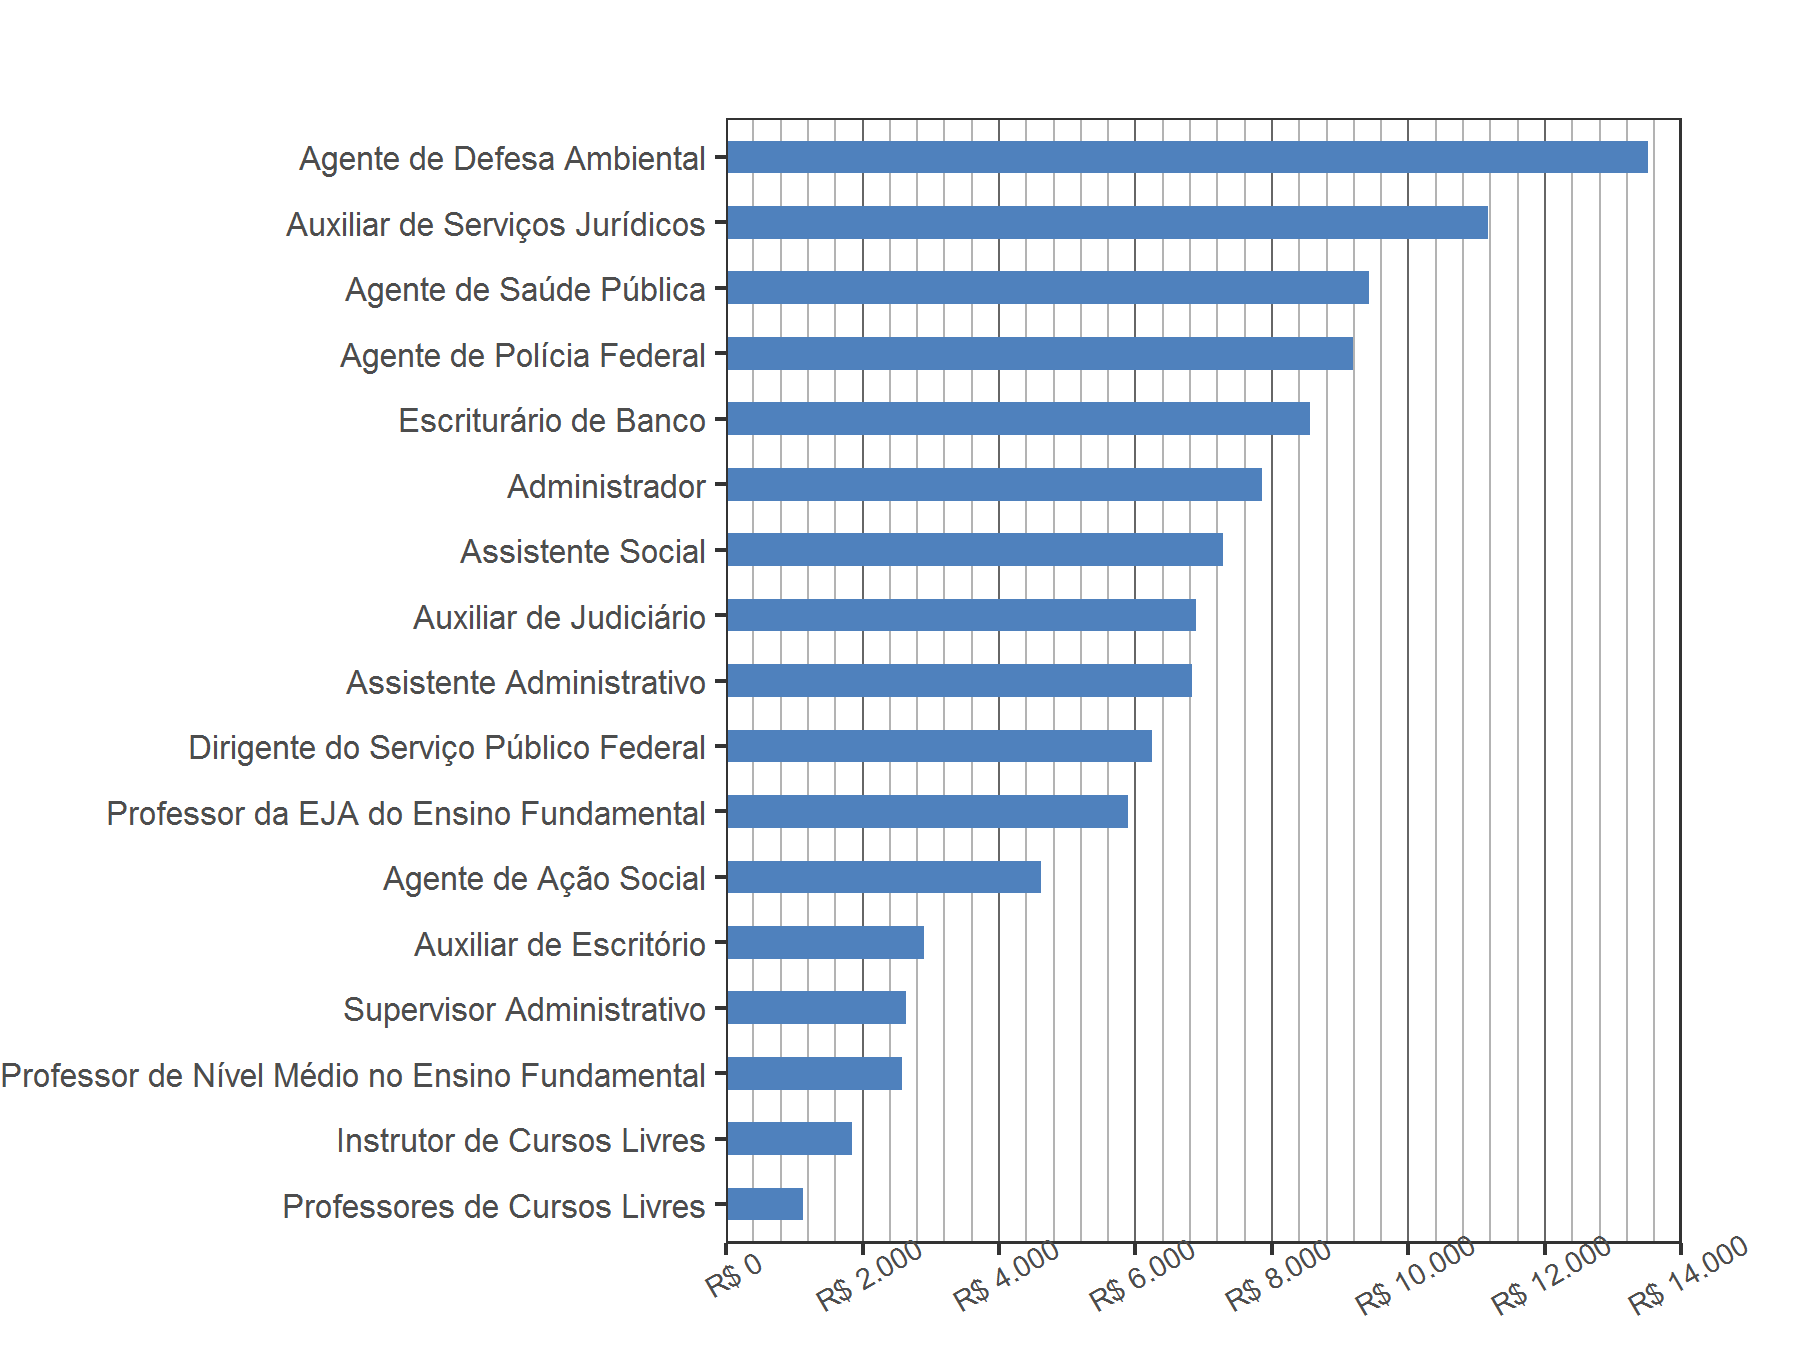 Agente de Defesa Ambiental
Auxiliar de Serviços Jurídicos
Agente de Saúde Pública
Agente de Polícia Federal
Escriturário de Banco
Administrador
Assistente Social
Auxiliar de Judiciário
Assistente Administrativo
Dirigente do Serviço Público Federal
Professor da EJA do Ensino Fundamental
Agente de Ação Social
Auxiliar de Escritório
Supervisor Administrativo
Professor de Nível Médio no Ensino Fundamental
Instrutor de Cursos Livres
Professores de Cursos Livres
R$ 0
R$ 2.000
R$ 4.000
R$ 6.000
R$ 8.000
R$ 10.000
R$ 12.000
R$ 14.000